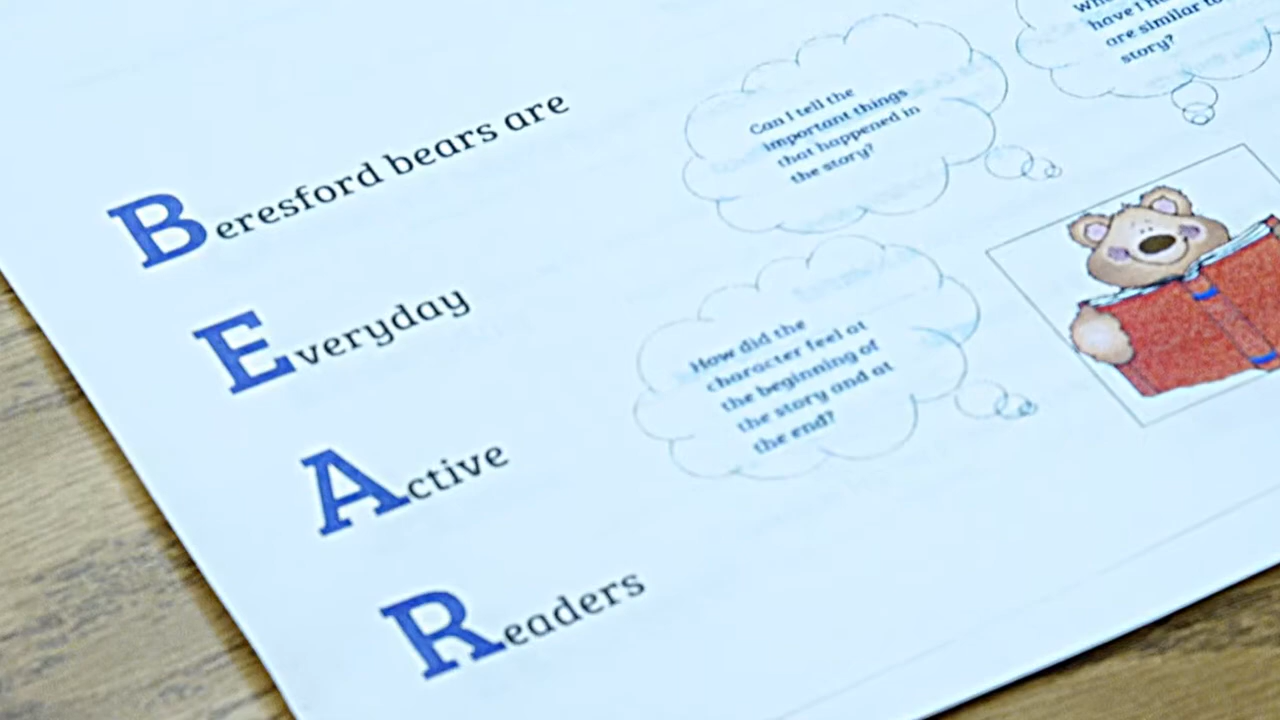 Beresford bears are
Everyday
Active
Readers
Can I tell the
important things
that happened in
the story?
How did the
character feel at
the beginning of
the story and at
the end?
have I
are similar to
story?